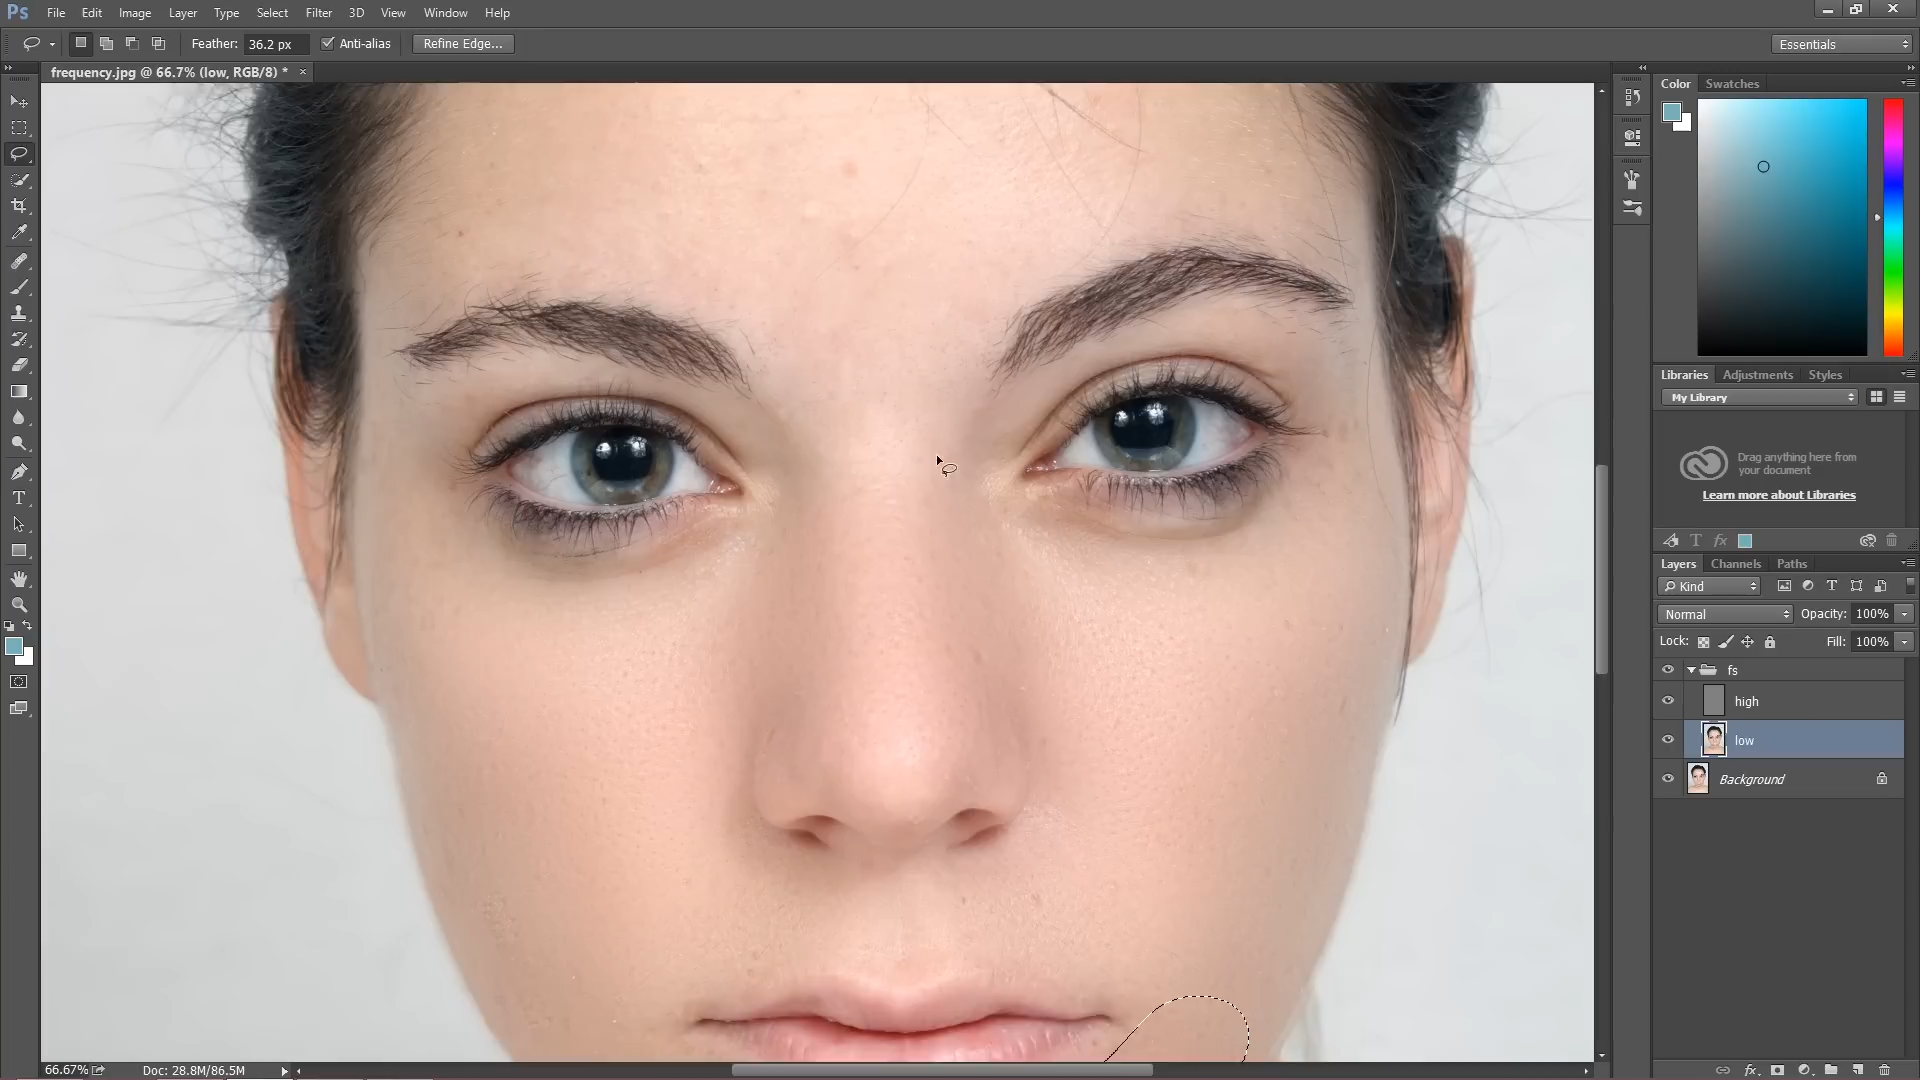 Ps File Edit Image Layer Type Select Filter 3D View Window Help
Feather: 36.2 px Anti-alias Refine Edge... Essentials
frequency.jpg @ 66.7% (low, RGB/8) * ×
Color Swatches
Libraries Adjustments Styles
My Library
Drag anything here from
your document
Learn more about Libraries
Layers Channels Paths
Kind
Normal Opacity: 100%
Lock: Fill: 100%
fs
high
low
Background
66.67% Doc: 28.8M/86.5M